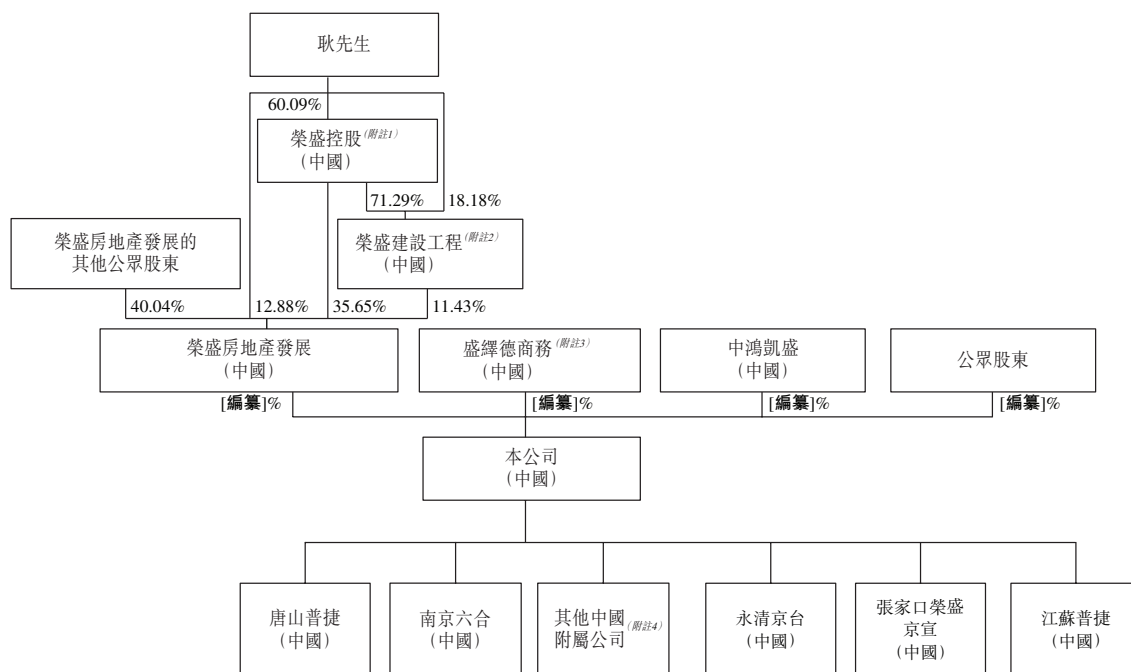 耿先生
60.09%
榮盛控股(附註1)
(中國)
71.29%
18.18%
榮盛房地產發展的
其他公眾股東
榮盛建設工程(附註2)
(中國)
40.04%
12.88%
35.65%
11.43%
榮盛房地產發展
(中國)
盛繹德商務(附註3)
(中國)
中鴻凱盛
(中國)
公眾股東
[編纂]%
[編纂]%
[編纂]%
[編纂]%
本公司
(中國)
唐山普捷
(中國)
南京六合
(中國)
其他中國
附屬公司(附註4)
永清京台
(中國)
張家口榮盛
京宣
(中國)
江蘇普捷
(中國)